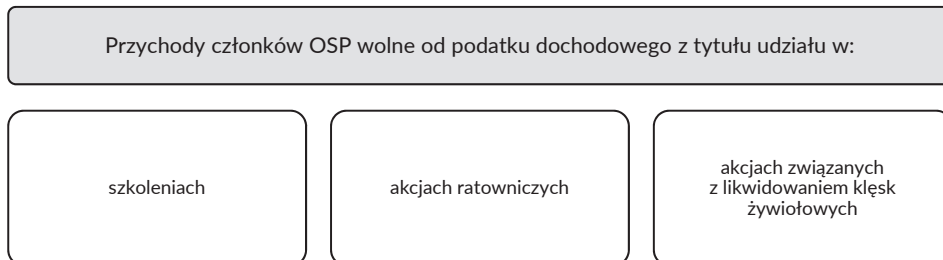 Przychody członków OSP wolne od podatku dochodowego z tytułu udziału w:
szkoleniach
akcjach ratowniczych
akcjach związanych
z likwidowaniem klęsk
żywiołowych